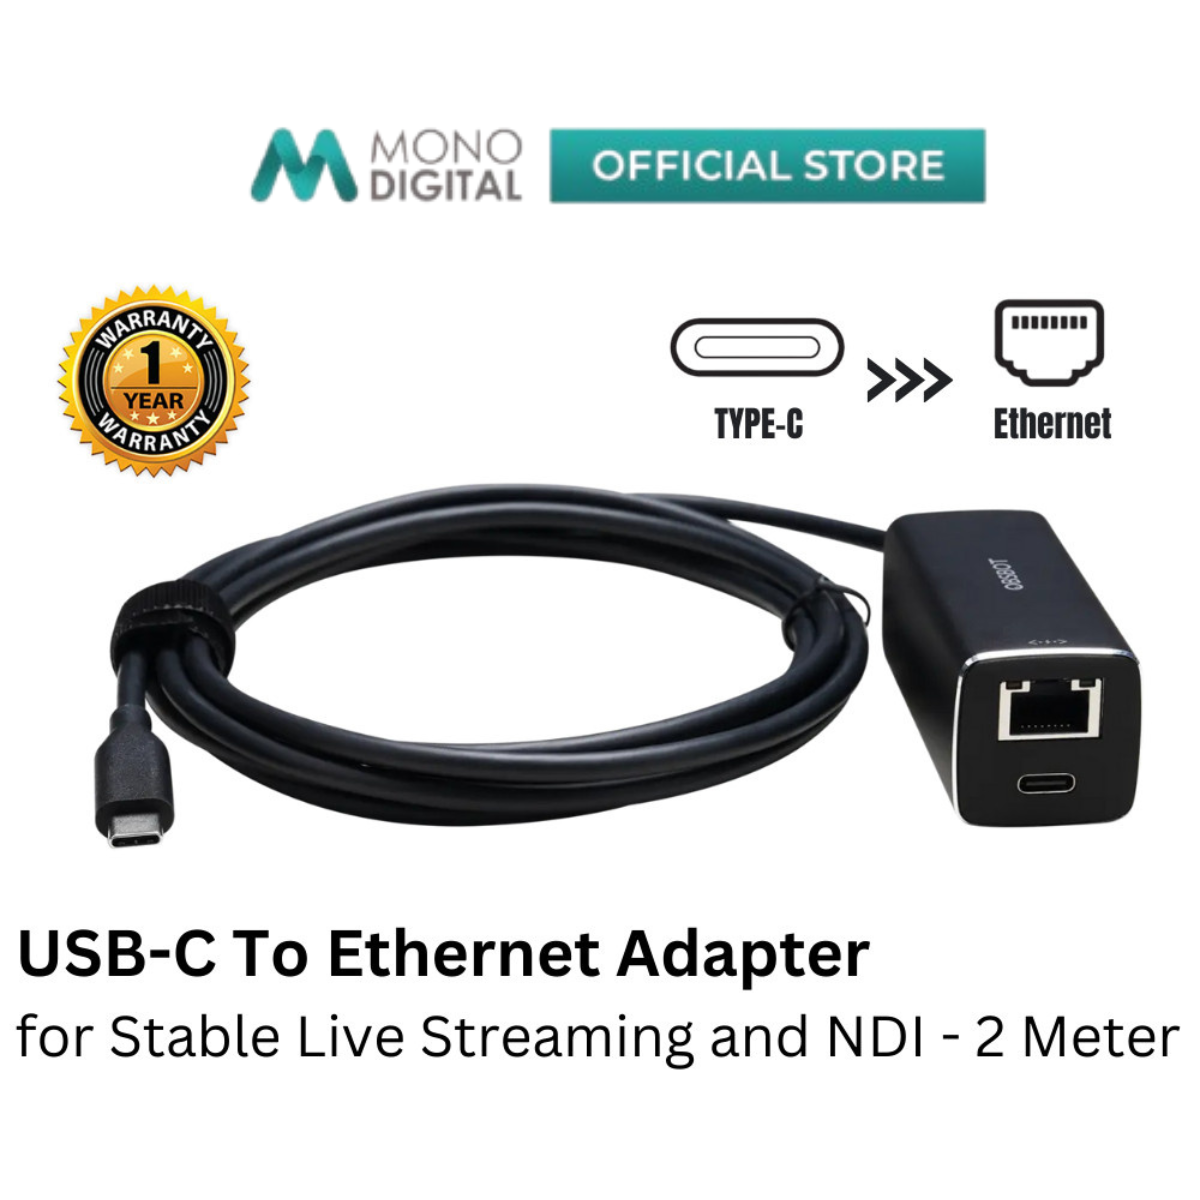 MONO
DIGITAL
OFFICIAL STORE
WARRANTY
1
YEAR
WARRANTY
TYPE-C
Ethernet
OBSBOT
USB-C To Ethernet Adapter
for Stable Live Streaming and NDI - 2 Meter